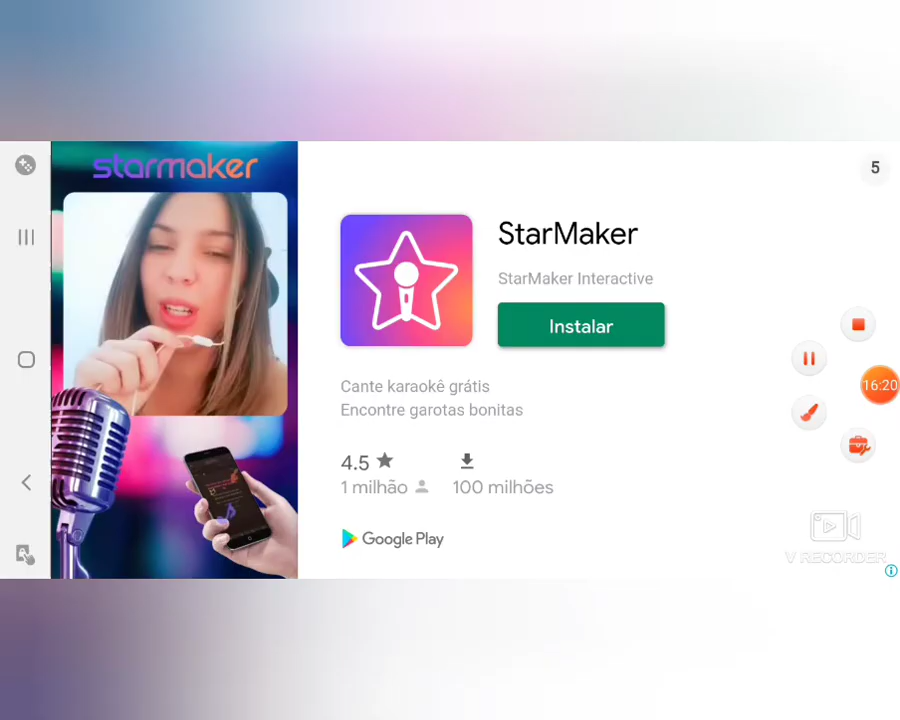 starmaker
5
StarMaker
StarMaker Interactive
Instalar
16:20
Cante karaokê grátis
Encontre garotas bonitas
4.5
1 milhão
100 milhões
Google Play
V RECORDER